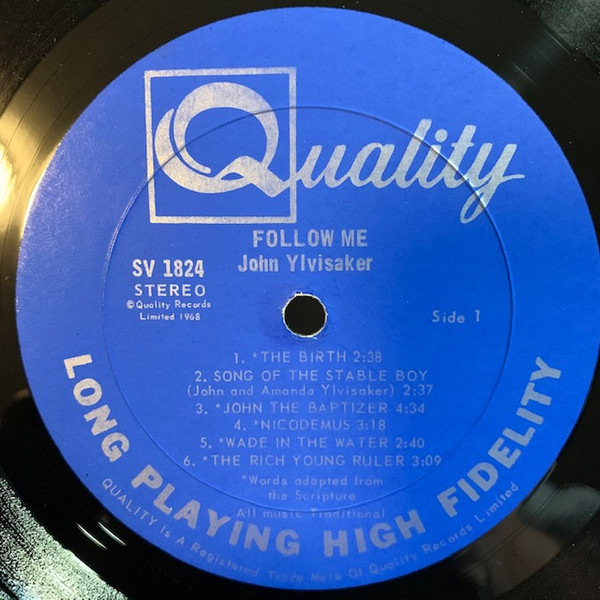 Quality
FOLLOW ME
John Ylvisaker
SV 1824
STEREO
©Quality Records
Limited 1968
Side 1
1. *THE BIRTH 2:38
2. SONG OF THE STABLE BOY
(John and Amanda Ylvisaker) 2:37
3. *JOHN THE BAPTIZER 4:34
4. *NICODEMUS 3:18
5. *WADE IN THE WATER 2:40
6. *THE RICH YOUNG RULER 3:09
*Words adapted from
the Scripture
All music Traditional
LONG PLAYING HIGH FIDELITY
QUALITY is A Registered Trade Mark Of Quality Records Limited